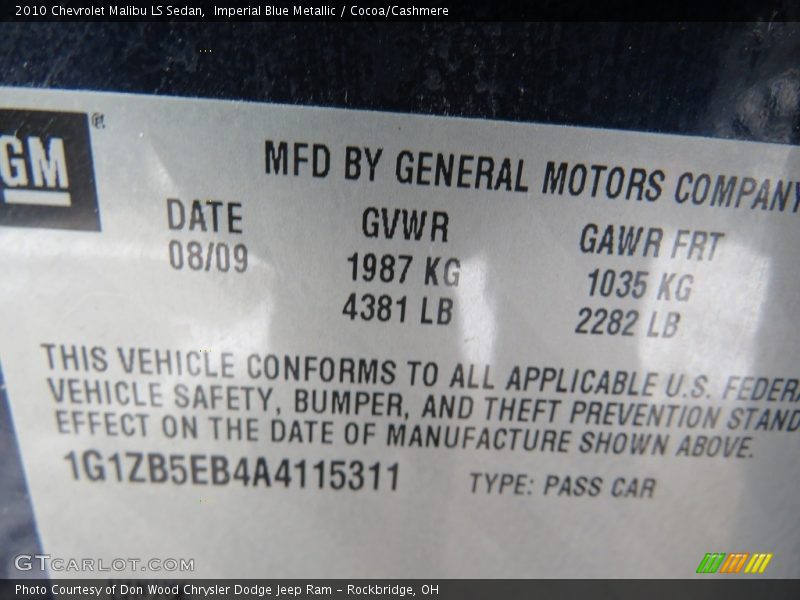 2010 Chevrolet Malibu LS Sedan,  Imperial Blue Metallic / Cocoa/Cashmere
GM ®
MFD BY GENERAL MOTORS COMPANY
DATE GVWR GAWR FRT
08/09 1987 KG 1035 KG
4381 LB 2282 LB
THIS VEHICLE CONFORMS TO ALL APPLICABLE U.S. FEDERA
VEHICLE SAFETY, BUMPER, AND THEFT PREVENTION STAND
EFFECT ON THE DATE OF MANUFACTURE SHOWN ABOVE.
1G1ZB5EB4A4115311 TYPE: PASS CAR
GTCarLot.com
Photo Courtesy of Don Wood Chrysler Dodge Jeep Ram – Rockbridge, OH